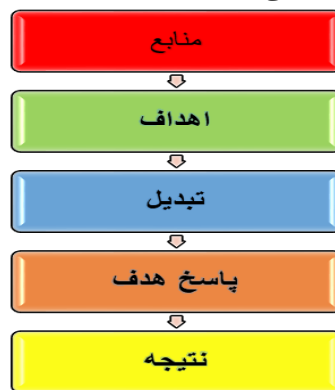 منابع
اهداف
تبدیل
پاسخ هدف
نتیجه